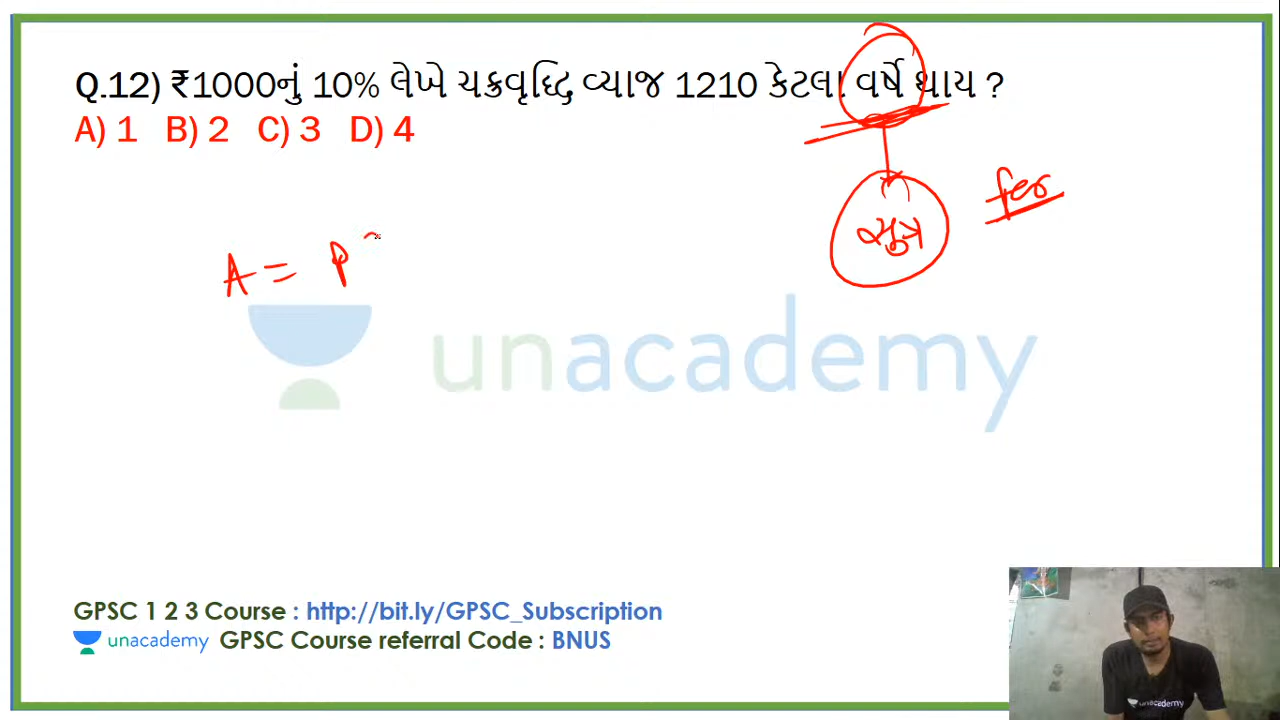 Q.12) ₹1000નું 10% લેખે ચક્રવૃધ્દ્રિ વ્યાજ 1210 કેટલા વર્ષે થાય ?
A) 1 B) 2 C) 3 D) 4
A = P
unacademy
GPSC 1 2 3 Course : http://bit.ly/GPSC_Subscription
unacademy GPSC Course referral Code : BNUS
unacademy